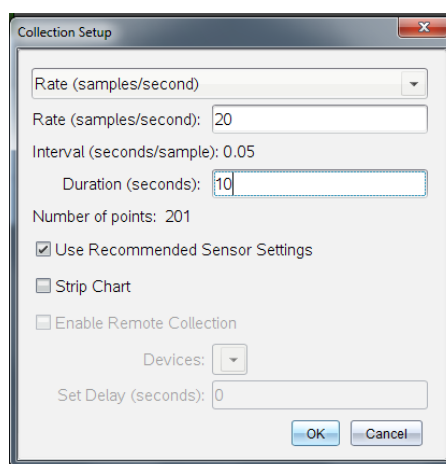 Collection Setup
Rate (samples/second)
Rate (samples/second): 20
Interval (seconds/sample): 0.05
Duration (seconds): 10
Number of points: 201
Use Recommended Sensor Settings
Strip Chart
Enable Remote Collection
Devices:
Set Delay (seconds): 0
OK Cancel